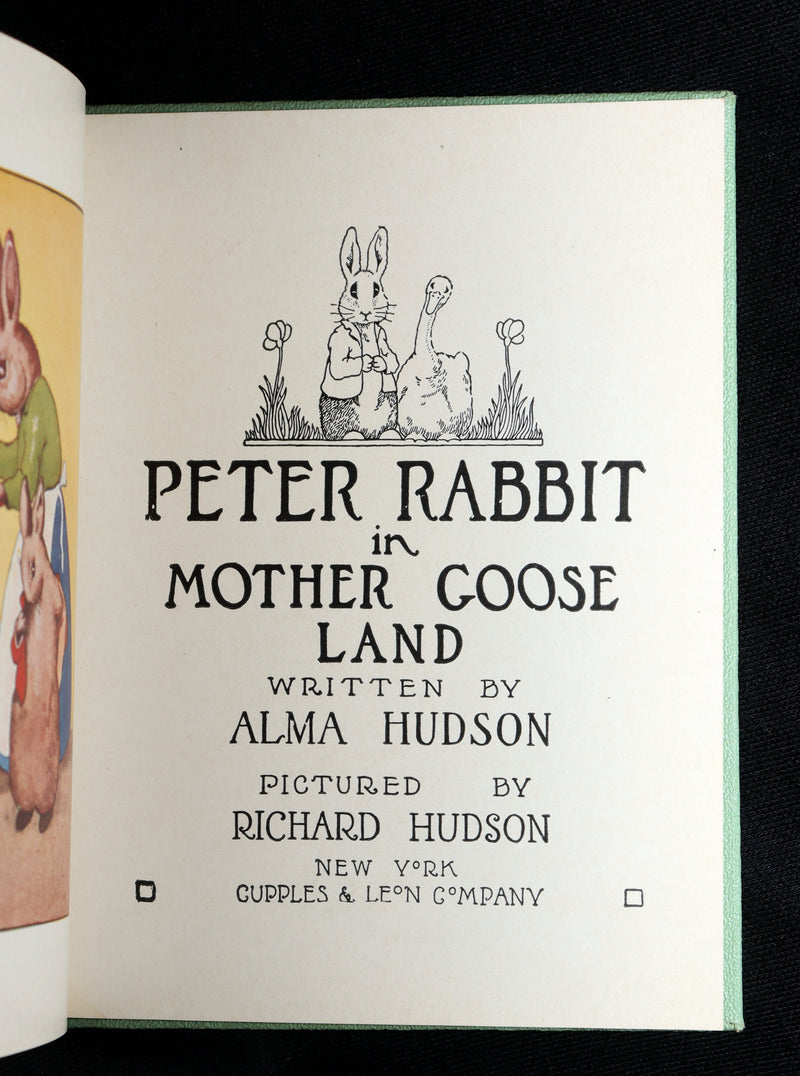 PETER RABBIT
in
MOTHER GOOSE
LAND
WRITTEN BY
ALMA HUDSON
PICTURED BY
RICHARD HUDSON
NEW YORK
CUPPLES & LEON COMPANY